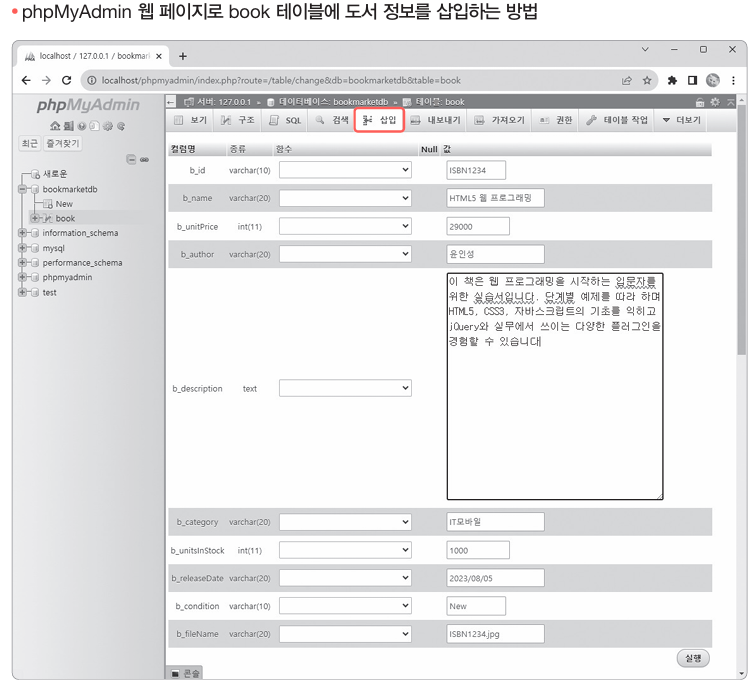 • phpMyAdmin 웹 페이지로 book 테이블에 도서 정보를 삽입하는 방법
localhost / 127.0.0.1 / bookmark
localhost/phpmyadmin/index.php?route=/table/change&db=bookmarketdb&table=book
phpMyAdmin
서버: 127.0.0.1 » 데이터베이스: bookmarketdb » 테이블: book
보기 구조 SQL 검색 삽입 내보내기 가져오기 권한 테이블 작업 더보기
최근 즐겨찾기
새로운
bookmarketdb
New
book
information_schema
mysql
performance_schema
phpmyadmin
test
컬럼명 종류 함수 Null 값
b_id varchar(10) ISBN1234
b_name varchar(20) HTML5 웹 프로그래밍
b_unitPrice int(11) 29000
b_author varchar(20) 윤인성
b_description text
이 책은 웹 프로그래밍을 시작하는 입문자를
위한 실습서입니다. 단계별 예제를 따라 하며
HTML5, CSS3, 자바스크립트의 기초를 익히고
jQuery와 실무에서 쓰이는 다양한 플러그인을
경험할 수 있습니다
b_category varchar(20) IT모바일
b_unitsInStock int(11) 1000
b_releaseDate varchar(20) 2023/08/05
b_condition varchar(10) New
b_fileName varchar(20) ISBN1234.jpg
실행
콘솔